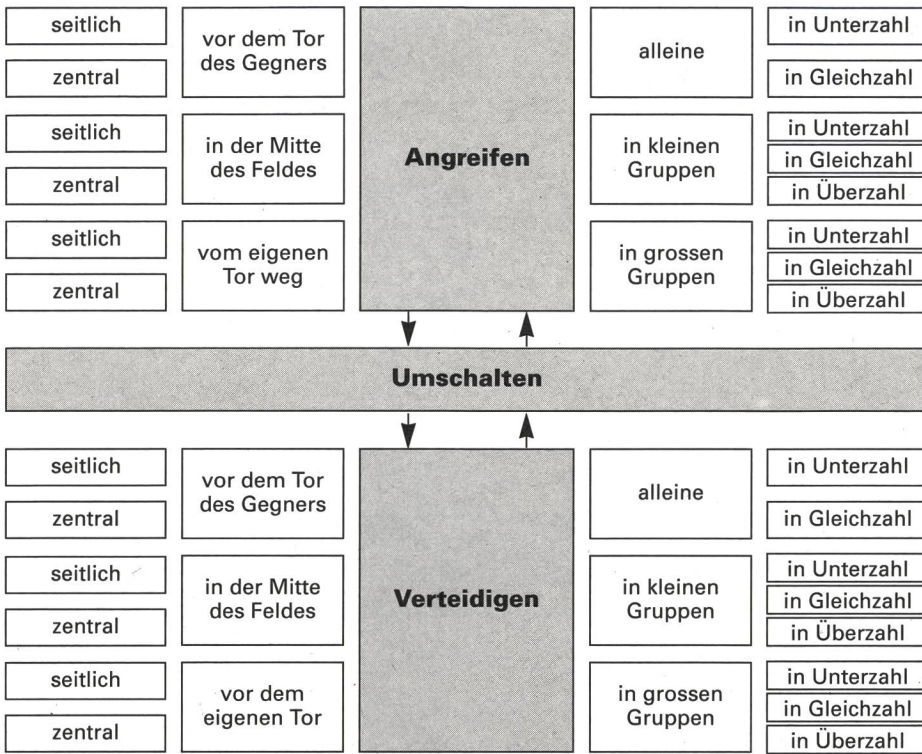 seitlich
zentral
vor dem Tor
des Gegners
seitlich
zentral
in der Mitte
des Feldes
seitlich
zentral
vom eigenen
Tor weg
Angreifen
alleine
in Unterzahl
in Gleichzahl
in kleinen
Gruppen
in Unterzahl
in Gleichzahl
in Überzahl
in grossen
Gruppen
in Unterzahl
in Gleichzahl
in Überzahl
Umschalten
seitlich
zentral
vor dem Tor
des Gegners
seitlich
zentral
in der Mitte
des Feldes
seitlich
zentral
vor dem
eigenen Tor
Verteidigen
alleine
in Unterzahl
in Gleichzahl
in kleinen
Gruppen
in Unterzahl
in Gleichzahl
in Überzahl
in grossen
Gruppen
in Unterzahl
in Gleichzahl
in Überzahl